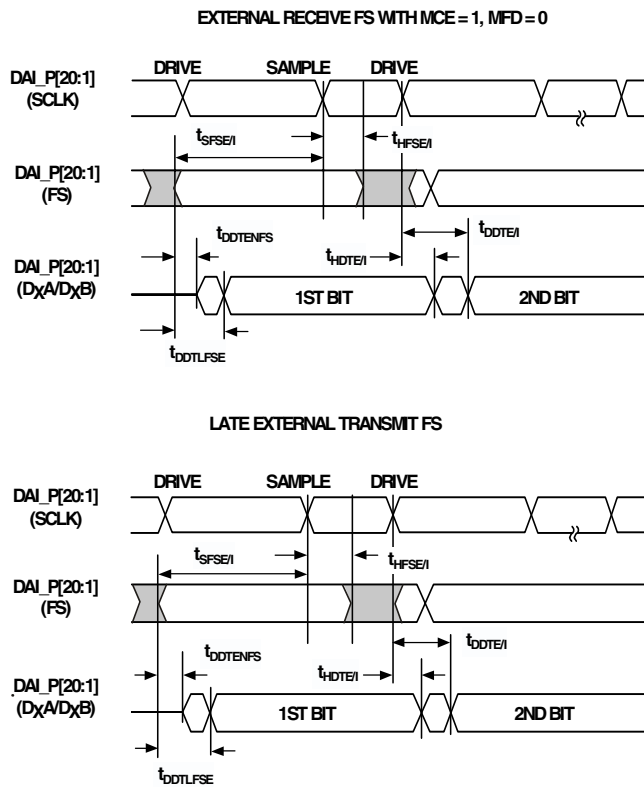 EXTERNAL RECEIVE FS WITH MCE = 1, MFD = 0
DRIVE SAMPLE DRIVE
DAI_P[20:1]
(SCLK)
tSFSE/I tHFSE/I
DAI_P[20:1]
(FS)
tDDTE/I
tDDTENFS
tHDTE/I
DAI_P[20:1]
(DXA/DXB)
1ST BIT 2ND BIT
tDDTLFSE
LATE EXTERNAL TRANSMIT FS
DRIVE SAMPLE DRIVE
DAI_P[20:1]
(SCLK)
tSFSE/I tHFSE/I
DAI_P[20:1]
(FS)
tDDTE/I
tDDTENFS
tHDTE/I
DAI_P[20:1]
(DXA/DXB)
1ST BIT 2ND BIT
tDDTLFSE